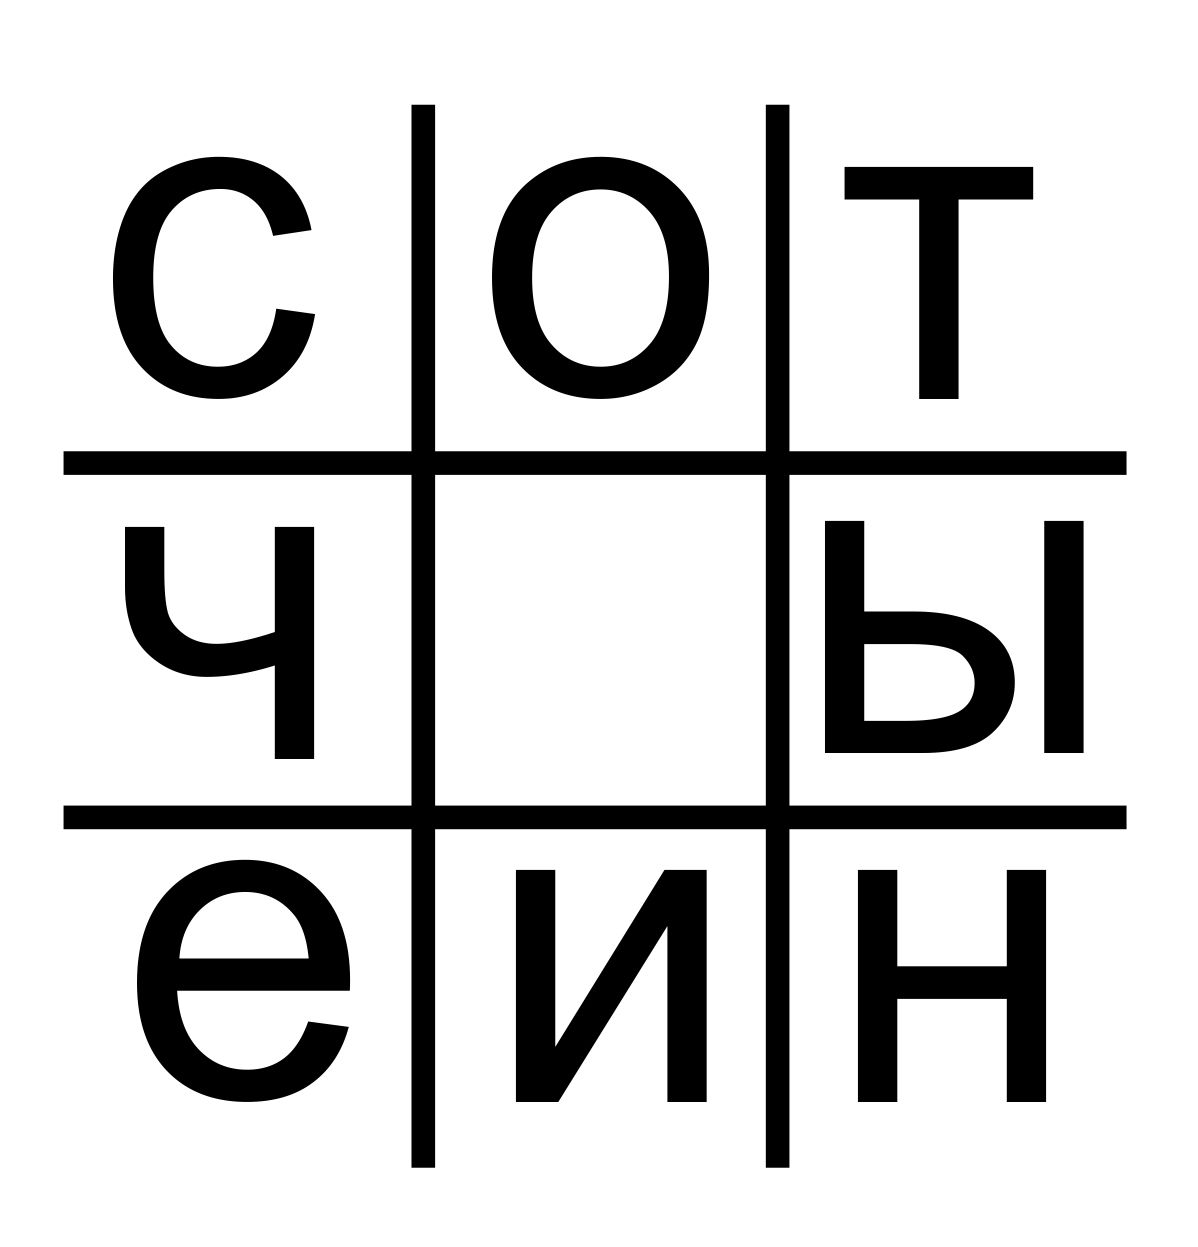 с о т
ч ы
е и н